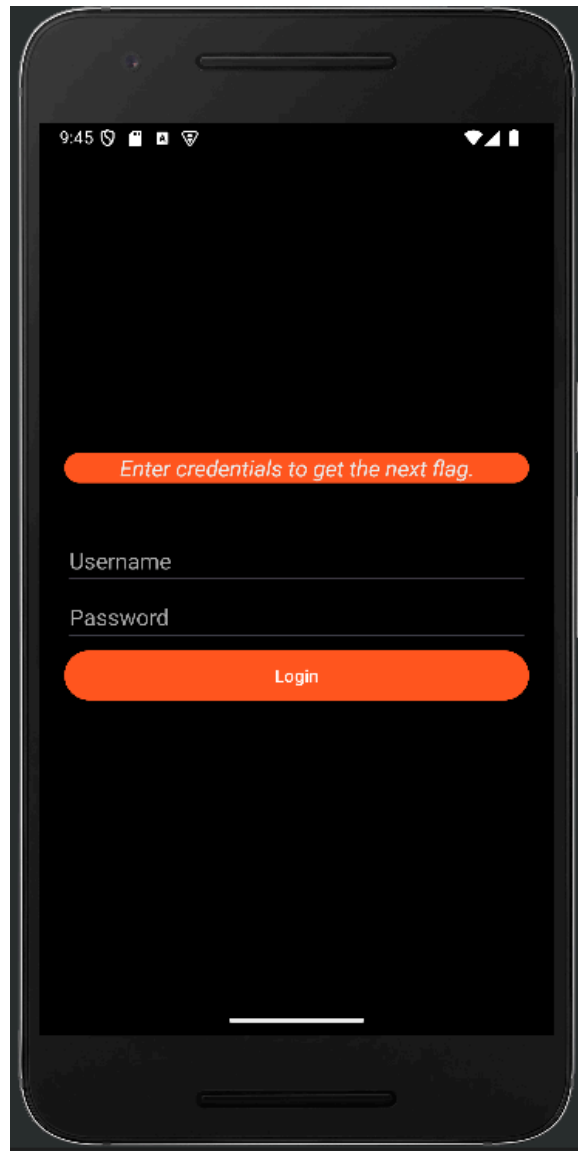 9:45
Enter credentials to get the next flag.
Username
Password
Login